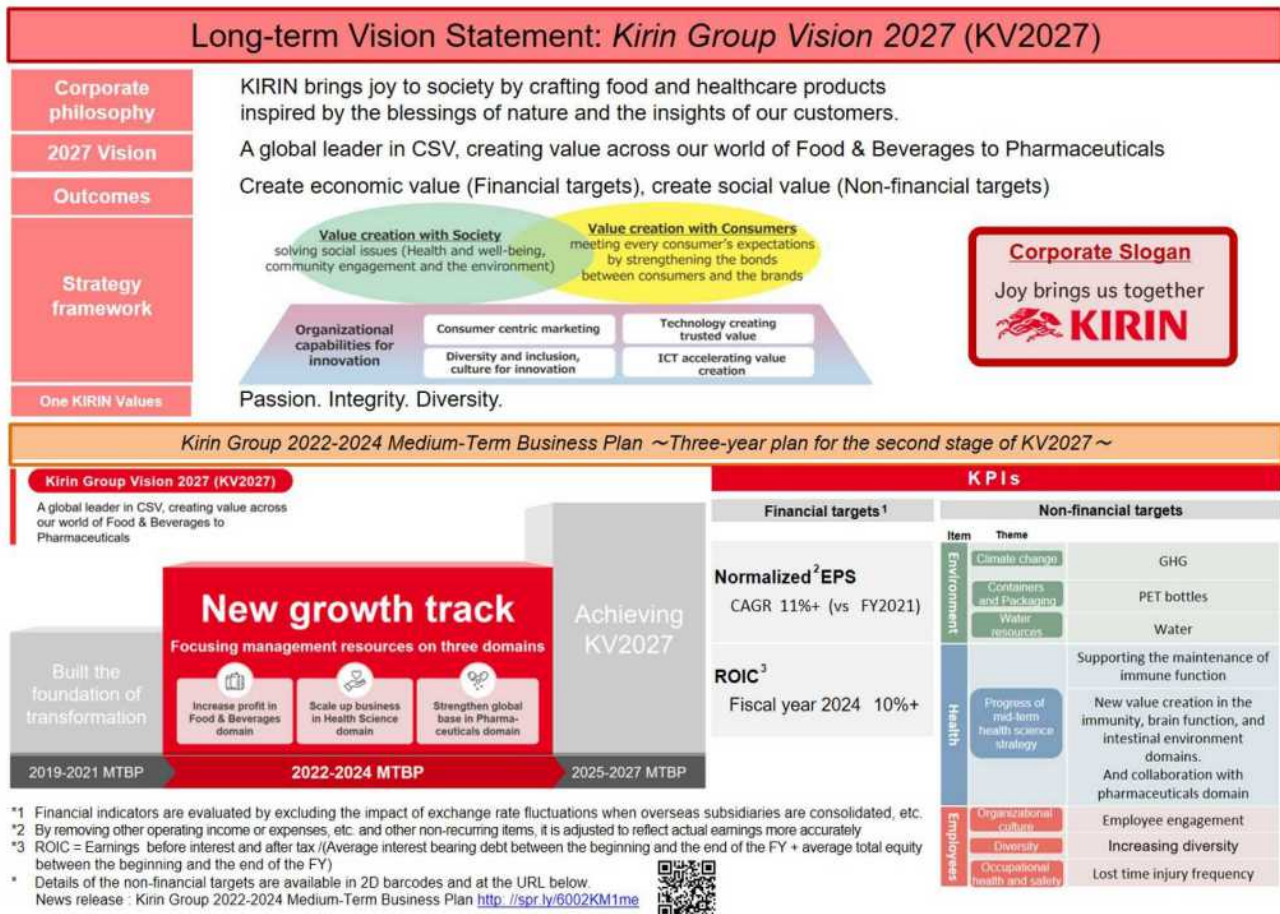 Long-term Vision Statement: Kirin Group Vision 2027 (KV2027)
Corporate
philosophy
KIRIN brings joy to society by crafting food and healthcare products
inspired by the blessings of nature and the insights of our customers.
2027 Vision
A global leader in CSV, creating value across our world of Food & Beverages to Pharmaceuticals
Outcomes
Create economic value (Financial targets), create social value (Non-financial targets)
Strategy
framework
Value creation with Society
solving social issues (Health and well-being,
community engagement and the environment)
Value creation with Consumers
meeting every consumer's expectations
by strengthening the bonds
between consumers and the brands
Organizational
capabilities for
innovation
Consumer centric marketing
Technology creating
trusted value
Diversity and inclusion,
culture for innovation
ICT accelerating value
creation
Corporate Slogan
Joy brings us together
KIRIN
One KIRIN Values
Passion. Integrity. Diversity.
Kirin Group 2022-2024 Medium-Term Business Plan ～Three-year plan for the second stage of KV2027～
Kirin Group Vision 2027 (KV2027)
A global leader in CSV, creating value across
our world of Food & Beverages to
Pharmaceuticals
Built the
foundation of
transformation
2019-2021 MTBP
New growth track
Focusing management resources on three domains
Increase profit in
Food & Beverages
domain
Scale up business
in Health Science
domain
Strengthen global
base in Pharma-
ceuticals domain
2022-2024 MTBP
Achieving
KV2027
2025-2027 MTBP
KPIs
Financial targets1
Normalized2EPS
CAGR 11%+ (vs FY2021)
ROIC3
Fiscal year 2024 10%+
Non-financial targets
Item Theme
Environment
Climate change
GHG
Containers
and Packaging
PET bottles
Water
resources
Water
Health
Progress of
mid-term
health science
strategy
Supporting the maintenance of
immune function
New value creation in the
immunity, brain function, and
intestinal environment
domains.
And collaboration with
pharmaceuticals domain
Employees
Organizational
culture
Employee engagement
Diversity
Increasing diversity
Occupational
health and safety
Lost time injury frequency
*1 Financial indicators are evaluated by excluding the impact of exchange rate fluctuations when overseas subsidiaries are consolidated, etc.
*2 By removing other operating income or expenses, etc. and other non-recurring items, it is adjusted to reflect actual earnings more accurately
*3 ROIC = Earnings before interest and after tax /(Average interest bearing debt between the beginning and the end of the FY + average total equity
between the beginning and the end of the FY)
* Details of the non-financial targets are available in 2D barcodes and at the URL below.
News release : Kirin Group 2022-2024 Medium-Term Business Plan http: //spr.ly/6002KM1me